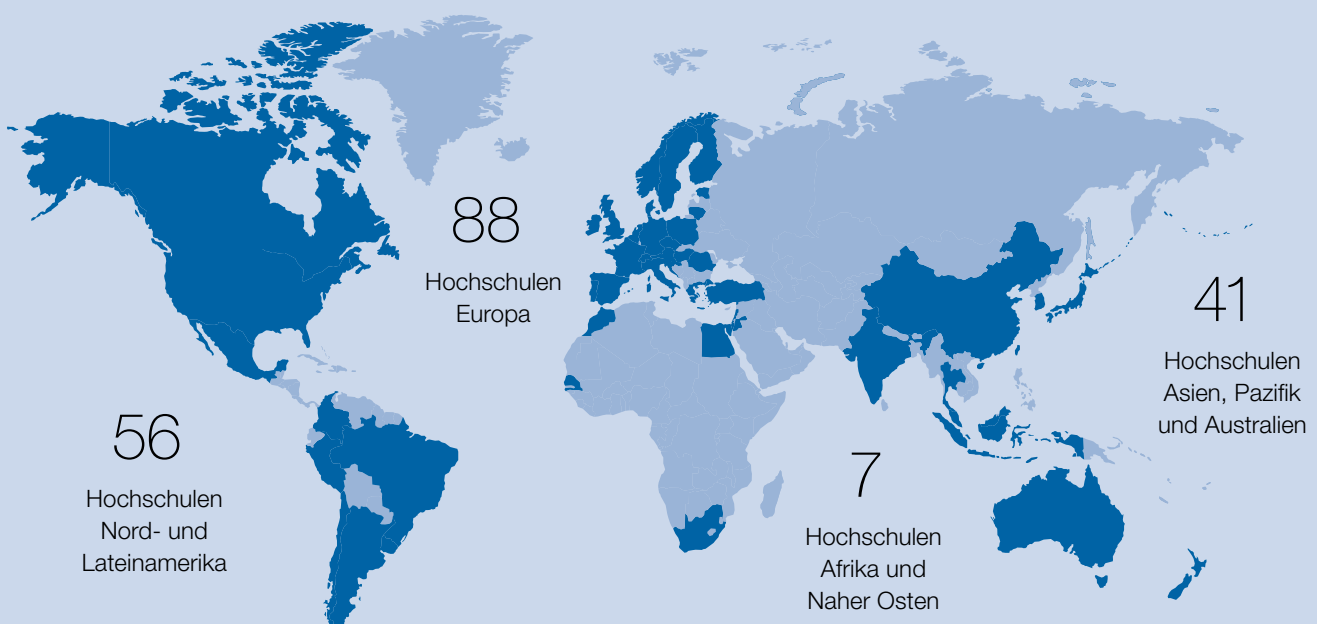 88
Hochschulen
Europa
41
Hochschulen
Asien, Pazifik
und Australien
56
Hochschulen
Nord- und
Lateinamerika
7
Hochschulen
Afrika und
Naher Osten